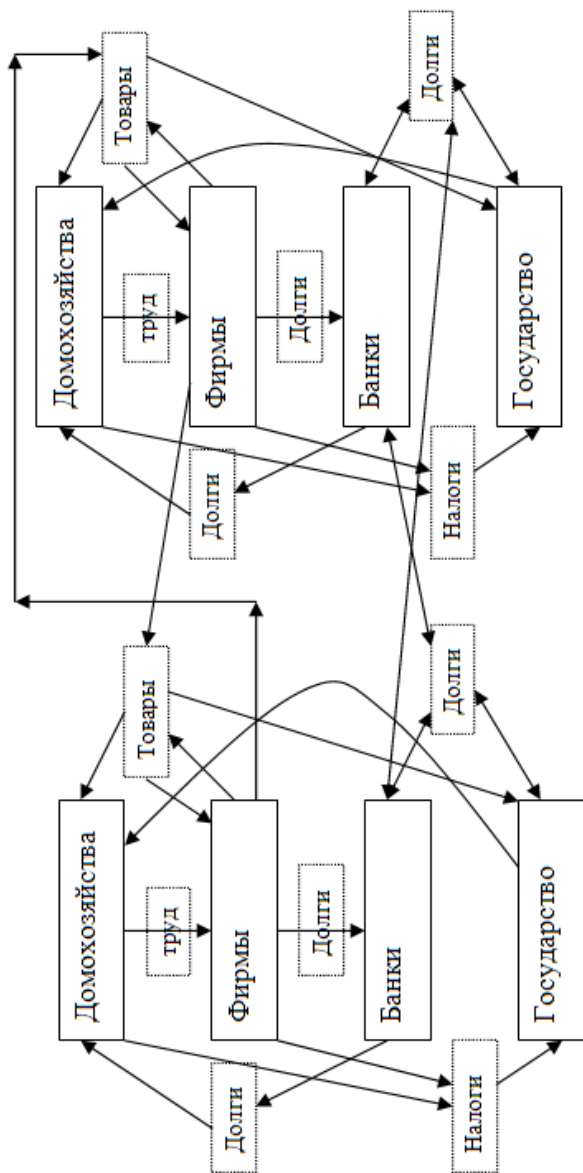 Домохозяйства
Товары
труд
Долги
Фирмы
Долги
Банки
Долги
Налоги
Государство
Домохозяйства
Товары
труд
Долги
Фирмы
Долги
Банки
Долги
Налоги
Государство